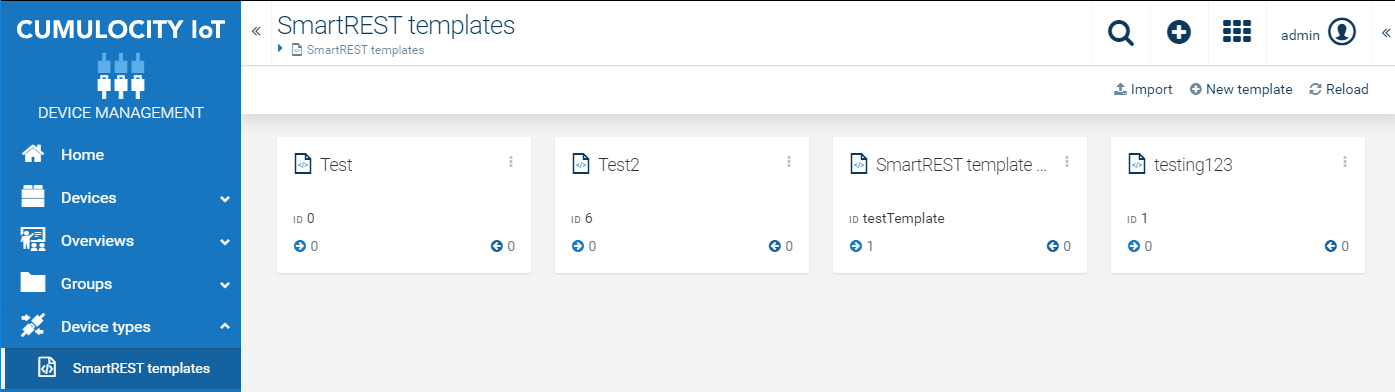 CUMULOCITY IoT
DEVICE MANAGEMENT
Home
Devices
Overviews
Groups
Device types
SmartREST templates
SmartREST templates
SmartREST templates
admin
Import
New template
Reload
Test
ID 0
0 0
Test2
ID 6
0 0
SmartREST template ...
ID testTemplate
1 0
testing123
ID 1
0 0